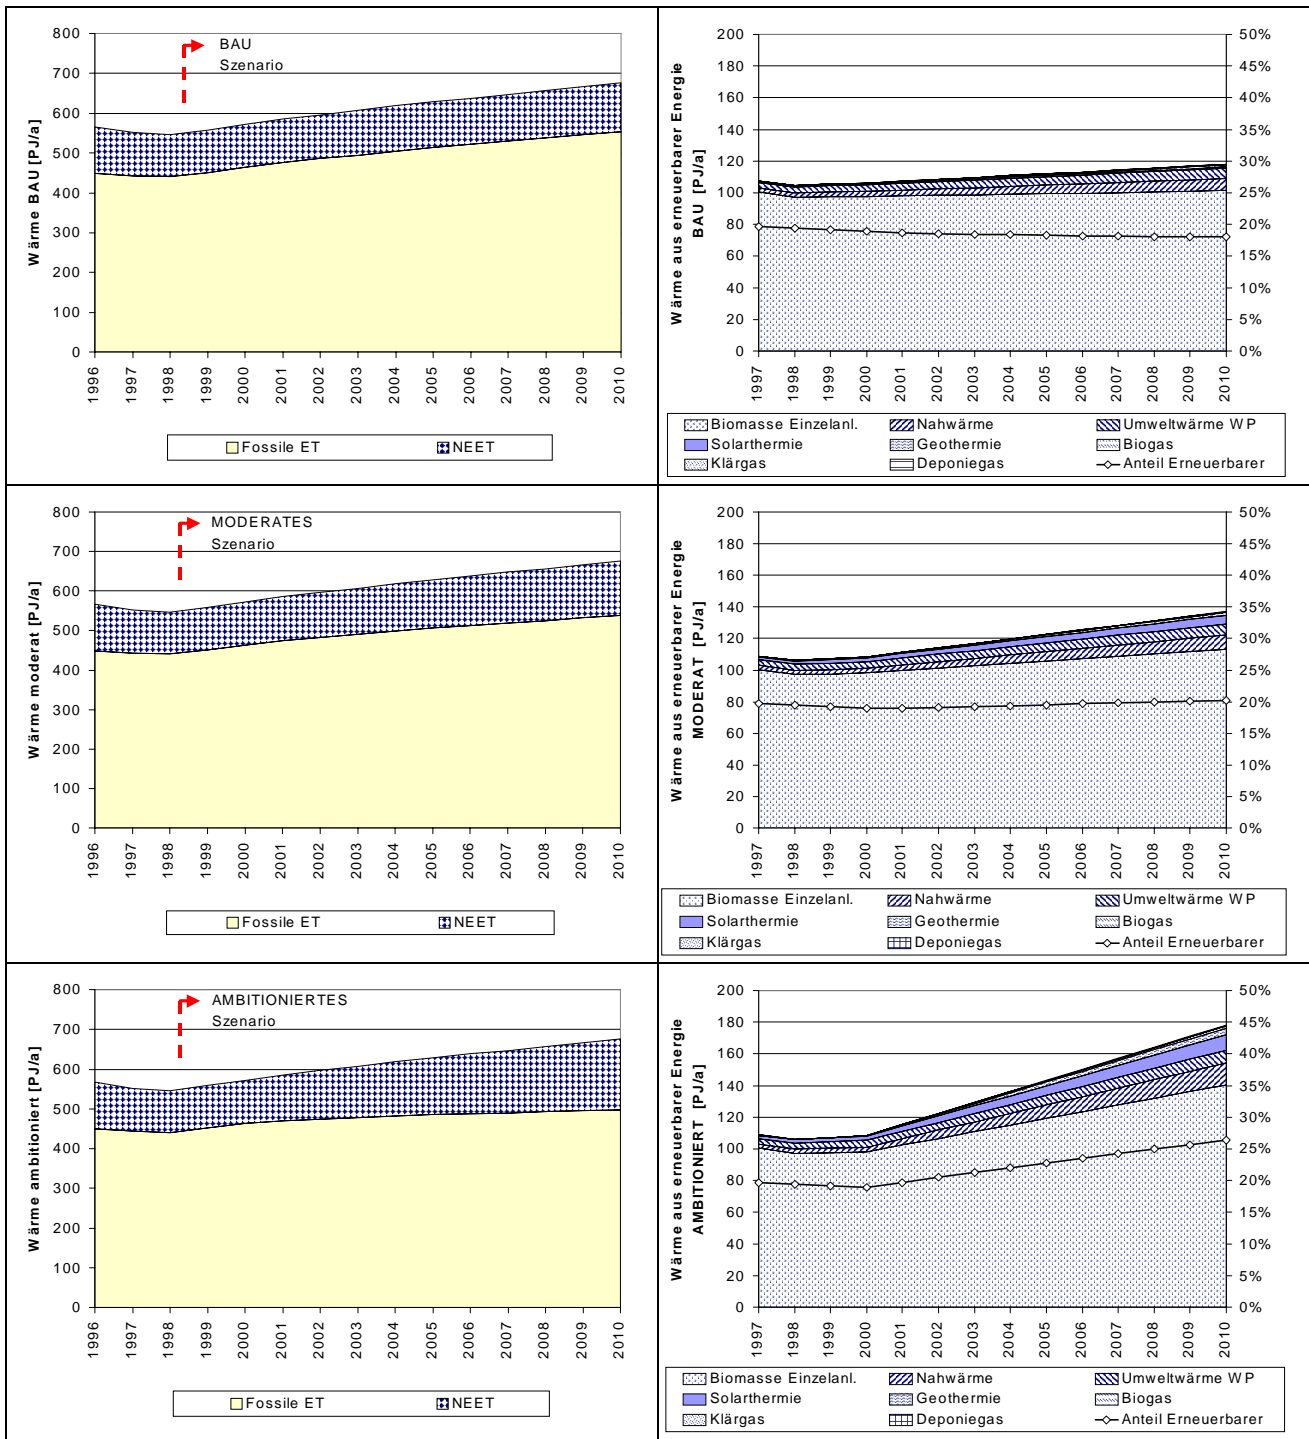 800
700
600
500
400
300
200
100
0
Wärme BAU [PJ/a]
BAU
Szenario
1996 1997 1998 1999 2000 2001 2002 2003 2004 2005 2006 2007 2008 2009 2010
Fossile ET NEET
200 50%
180 45%
160 40%
140 35%
120 30%
100 25%
80 20%
60 15%
40 10%
20 5%
0 0%
Wärme aus erneuerbarer Energie
BAU [PJ/a]
1997 1998 1999 2000 2001 2002 2003 2004 2005 2006 2007 2008 2009 2010
Biomasse Einzelanl. Nahwärme Umweltwärme WP
Solarthermie Geothermie Biogas
Klärgas Deponiegas Anteil Erneuerbarer
800
700
600
500
400
300
200
100
0
Wärme moderat [PJ/a]
MODERATES
Szenario
1996 1997 1998 1999 2000 2001 2002 2003 2004 2005 2006 2007 2008 2009 2010
Fossile ET NEET
200 50%
180 45%
160 40%
140 35%
120 30%
100 25%
80 20%
60 15%
40 10%
20 5%
0 0%
Wärme aus erneuerbarer Energie
MODERAT [PJ/a]
1997 1998 1999 2000 2001 2002 2003 2004 2005 2006 2007 2008 2009 2010
Biomasse Einzelanl. Nahwärme Umweltwärme WP
Solarthermie Geothermie Biogas
Klärgas Deponiegas Anteil Erneuerbarer
800
700
600
500
400
300
200
100
0
Wärme ambitioniert [PJ/a]
AMBITIONIERTES
Szenario
1996 1997 1998 1999 2000 2001 2002 2003 2004 2005 2006 2007 2008 2009 2010
Fossile ET NEET
200 50%
180 45%
160 40%
140 35%
120 30%
100 25%
80 20%
60 15%
40 10%
20 5%
0 0%
Wärme aus erneuerbarer Energie
AMBITIONIERT [PJ/a]
1997 1998 1999 2000 2001 2002 2003 2004 2005 2006 2007 2008 2009 2010
Biomasse Einzelanl. Nahwärme Umweltwärme WP
Solarthermie Geothermie Biogas
Klärgas Deponiegas Anteil Erneuerbarer